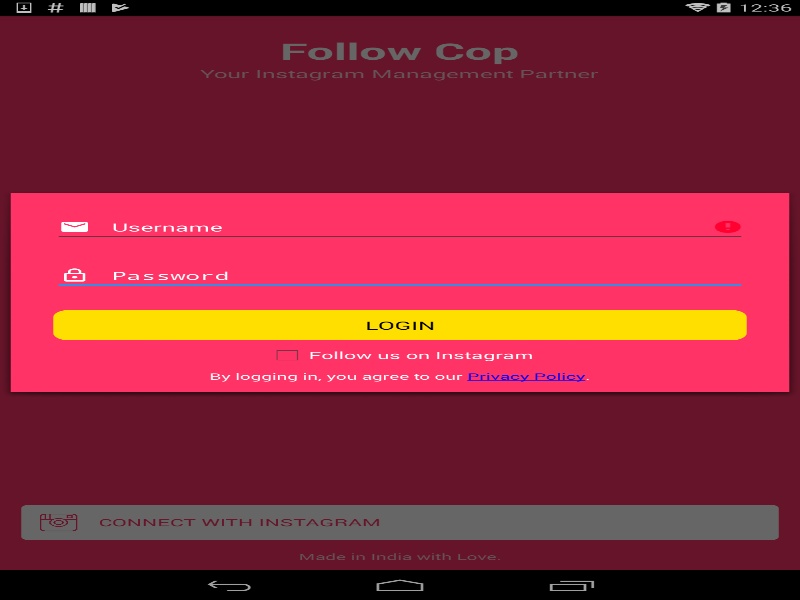 12:36
Follow Cop
Your Instagram Management Partner
Username
Password
LOGIN
Follow us on Instagram
By logging in, you agree to our Privacy Policy.
CONNECT WITH INSTAGRAM
Made in India with Love.